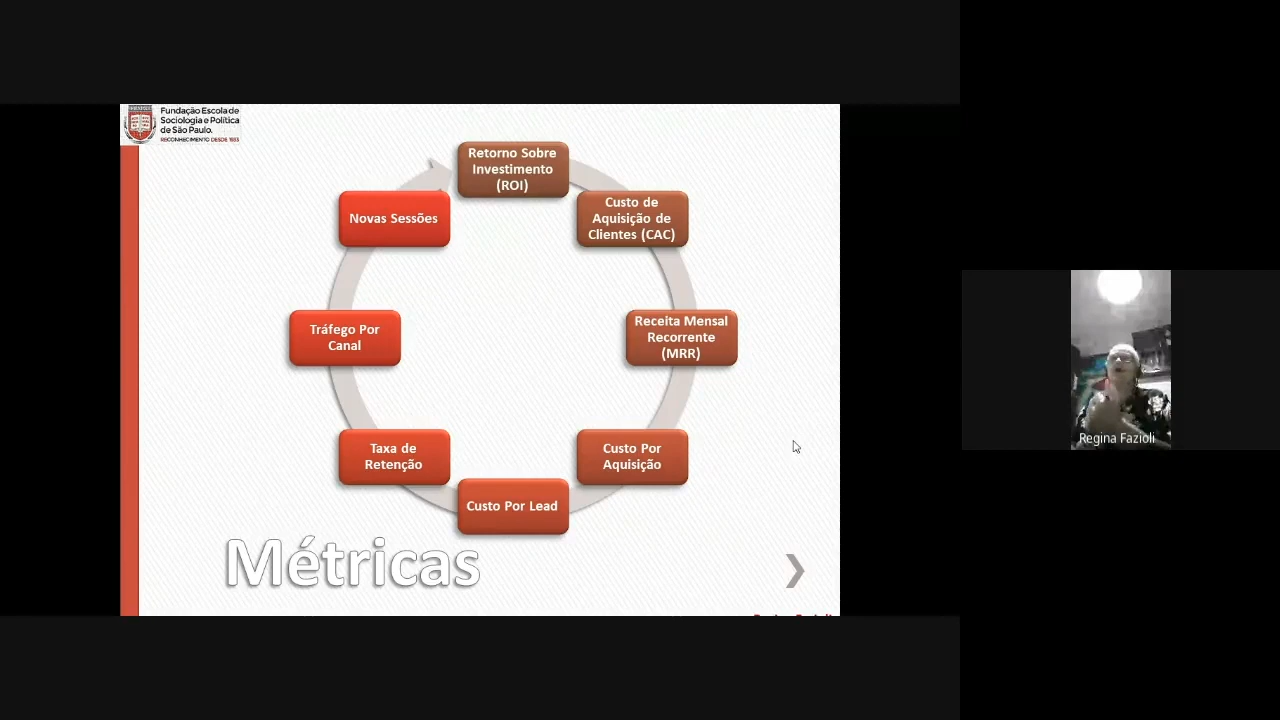 Fundação Escola de
Sociologia e Política
de São Paulo.
RECONHECIMENTO DESDE 1933
Retorno Sobre
Investimento
(ROI)
Custo de
Aquisição de
Clientes (CAC)
Receita Mensal
Recorrente
(MRR)
Custo Por
Aquisição
Custo Por Lead
Taxa de
Retenção
Tráfego Por
Canal
Novas Sessões
Métricas
Regina Fazioli